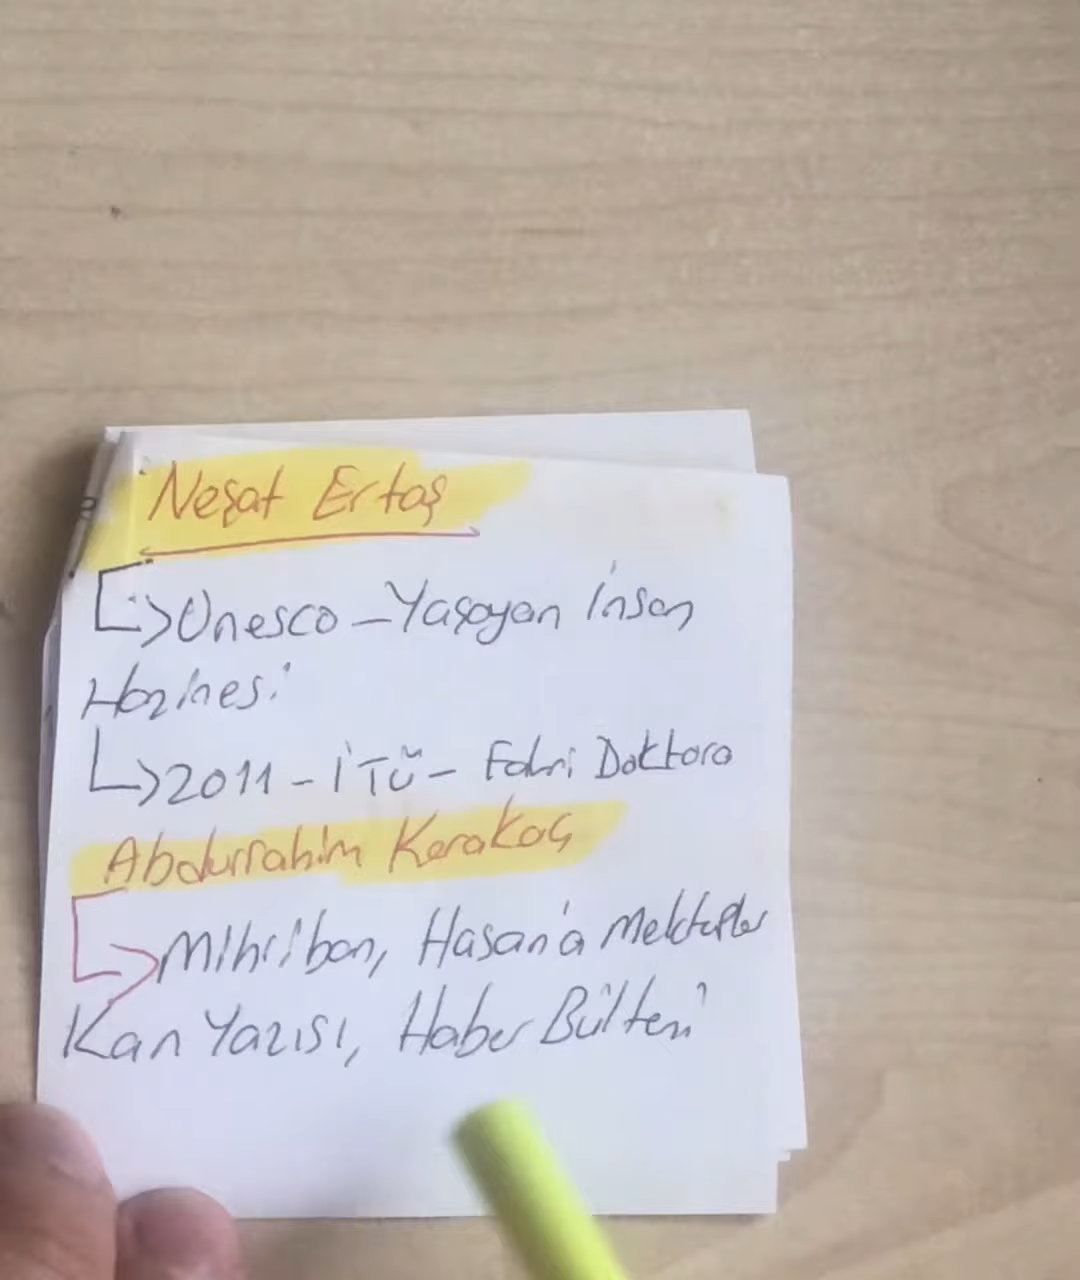 Neşat Ertaş
Unesco - Yaşayan İnsan
Hazinesi
2011 - İTÜ - Fahri Doktora
Abdurrahim Karakoç
Mihriban, Hasan'a Mektuplar
Kan Yazısı, Haber Bülteni